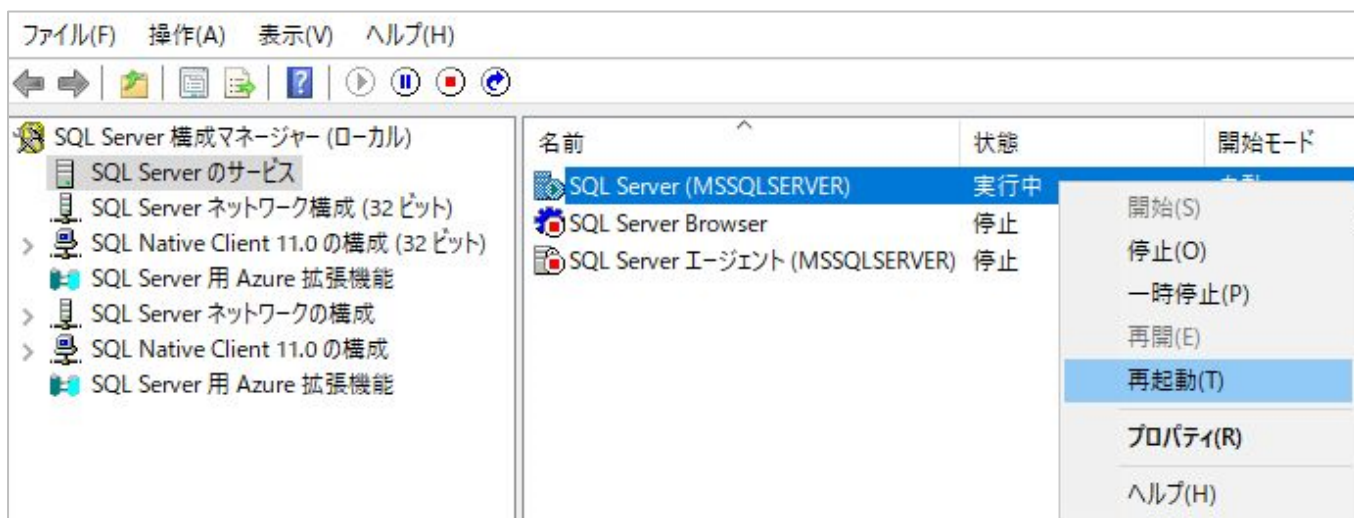 ファイル(F) 操作(A) 表示(V) ヘルプ(H)
SQL Server 構成マネージャー (ローカル)
SQL Server のサービス
SQL Server ネットワーク構成 (32 ビット)
SQL Native Client 11.0 の構成 (32 ビット)
SQL Server 用 Azure 拡張機能
SQL Server ネットワークの構成
SQL Native Client 11.0 の構成
SQL Server 用 Azure 拡張機能
名前 状態 開始モード
SQL Server (MSSQLSERVER) 実行中
SQL Server Browser 停止
SQL Server エージェント (MSSQLSERVER) 停止
開始(S)
停止(O)
一時停止(P)
再開(E)
再起動(T)
プロパティ(R)
ヘルプ(H)